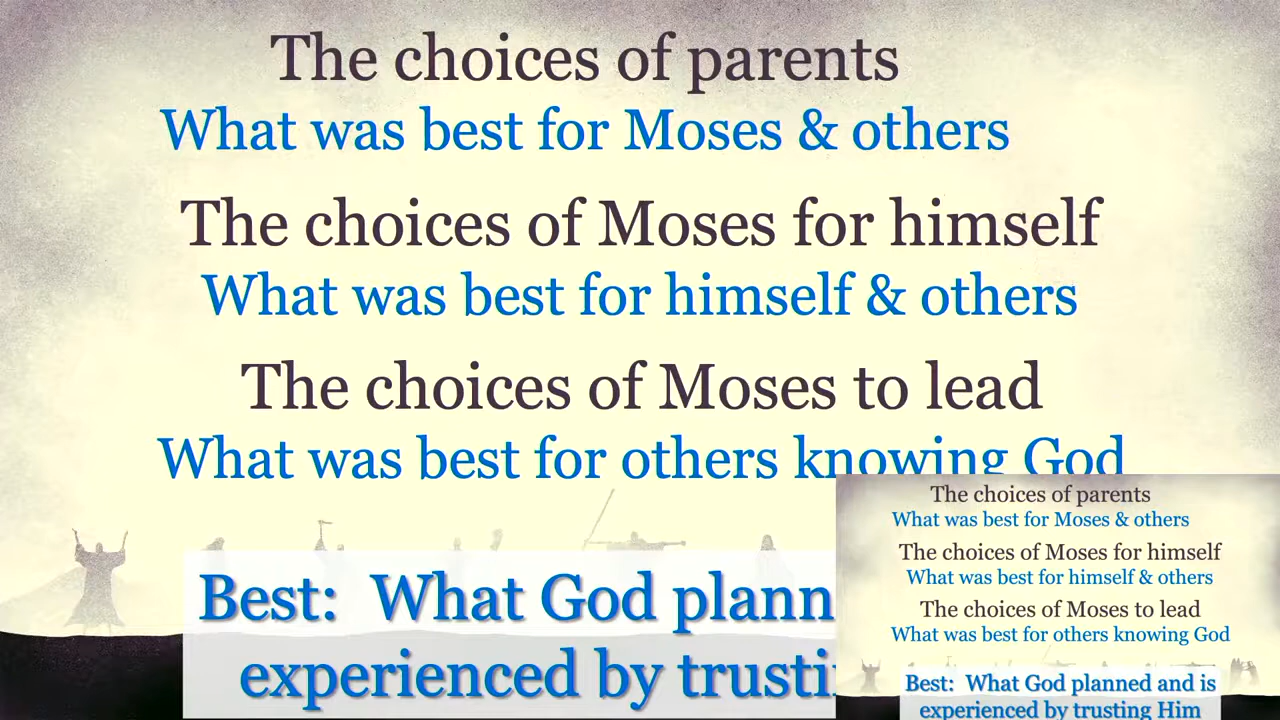 The choices of parents
What was best for Moses & others
The choices of Moses for himself
What was best for himself & others
The choices of Moses to lead
What was best for others knowing God
Best: What God plann
experienced by trusti
The choices of parents
What was best for Moses & others
The choices of Moses for himself
What was best for himself & others
The choices of Moses to lead
What was best for others knowing God
Best: What God planned and is
experienced by trusting Him